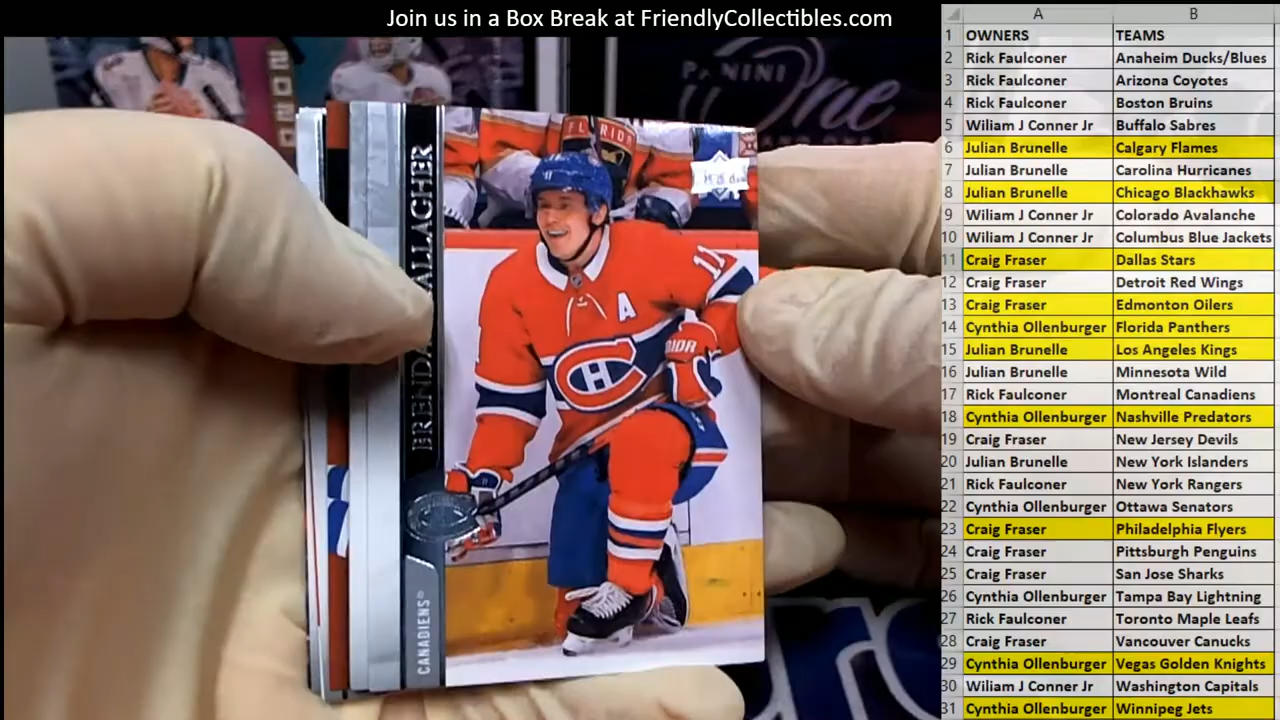 Join us in a Box Break at FriendlyCollectibles.com
PANINI
One
FLORIDA
11
A
BRENDAN GALLAGHER
CANADIENS
A B
1 OWNERS TEAMS
2 Rick Faulconer Anaheim Ducks/Blues
3 Rick Faulconer Arizona Coyotes
4 Rick Faulconer Boston Bruins
5 Wiliam J Conner Jr Buffalo Sabres
6 Julian Brunelle Calgary Flames
7 Julian Brunelle Carolina Hurricanes
8 Julian Brunelle Chicago Blackhawks
9 Wiliam J Conner Jr Colorado Avalanche
10 Wiliam J Conner Jr Columbus Blue Jackets
11 Craig Fraser Dallas Stars
12 Craig Fraser Detroit Red Wings
13 Craig Fraser Edmonton Oilers
14 Cynthia Ollenburger Florida Panthers
15 Julian Brunelle Los Angeles Kings
16 Julian Brunelle Minnesota Wild
17 Rick Faulconer Montreal Canadiens
18 Cynthia Ollenburger Nashville Predators
19 Craig Fraser New Jersey Devils
20 Julian Brunelle New York Islanders
21 Rick Faulconer New York Rangers
22 Cynthia Ollenburger Ottawa Senators
23 Craig Fraser Philadelphia Flyers
24 Craig Fraser Pittsburgh Penguins
25 Craig Fraser San Jose Sharks
26 Cynthia Ollenburger Tampa Bay Lightning
27 Rick Faulconer Toronto Maple Leafs
28 Craig Fraser Vancouver Canucks
29 Cynthia Ollenburger Vegas Golden Knights
30 Wiliam J Conner Jr Washington Capitals
31 Cynthia Ollenburger Winnipeg Jets